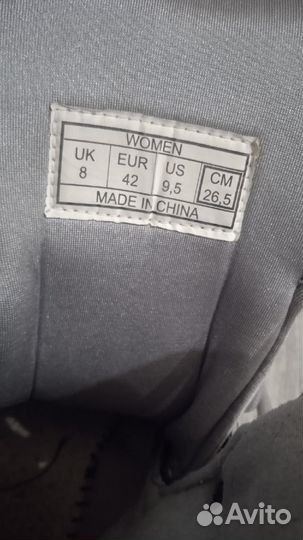 WOMEN
UK EUR US CM
8 42 9,5 26,5
MADE IN CHINA
Avito